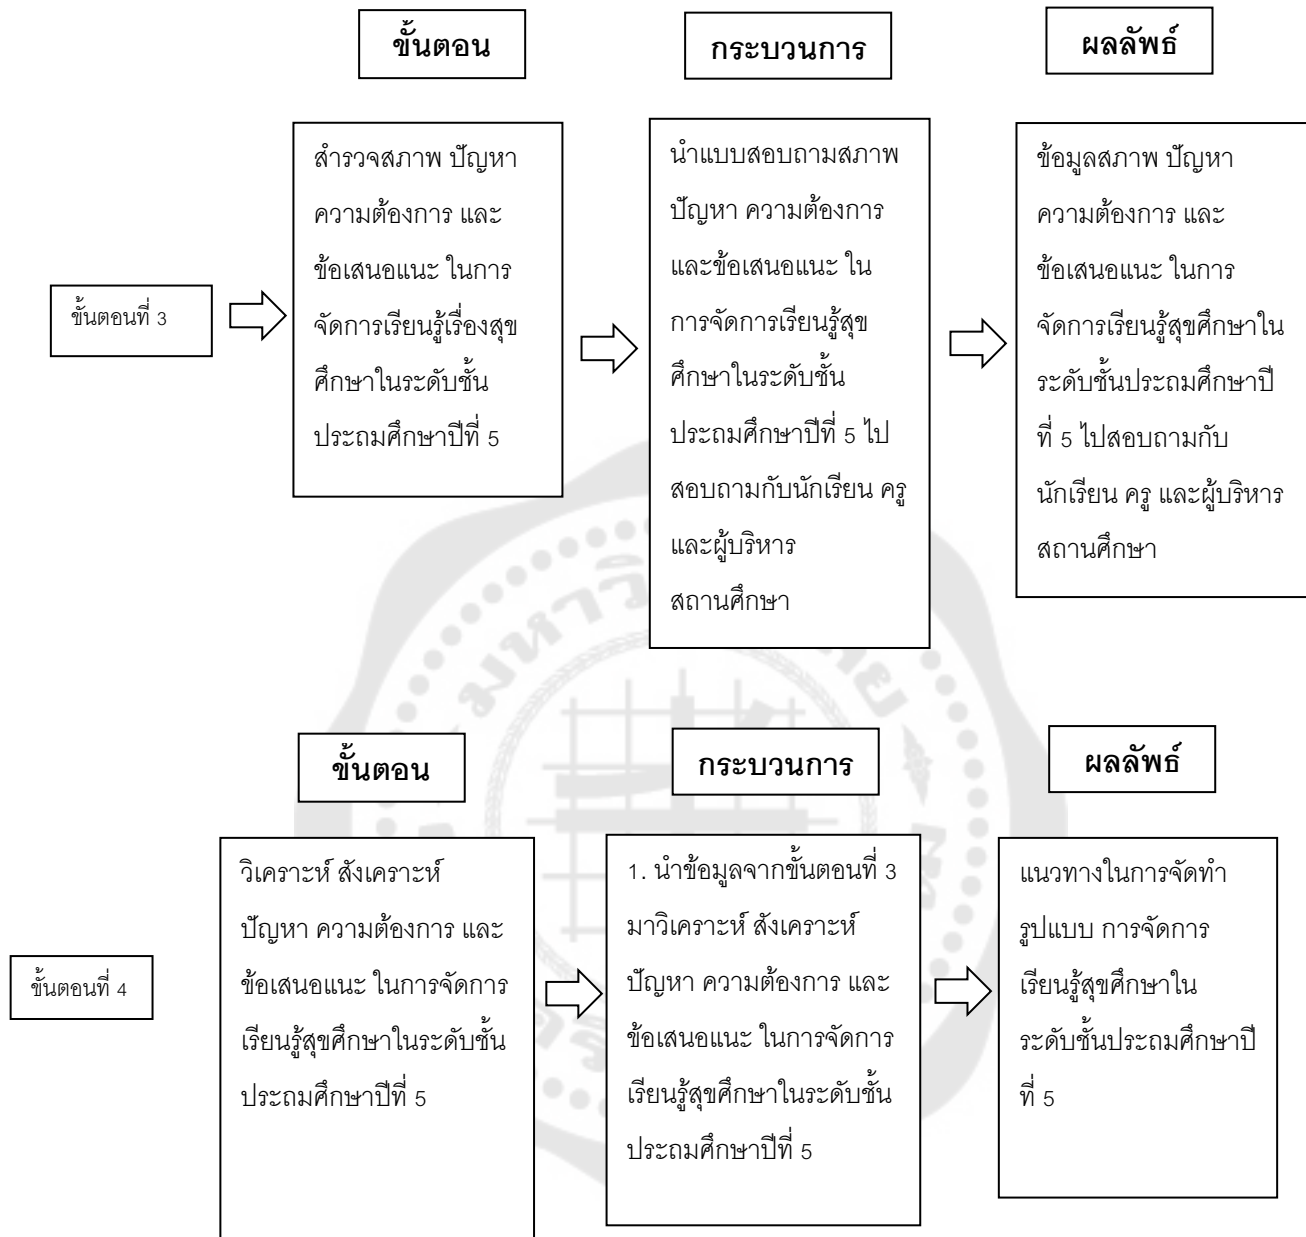 ขั้นตอน
กระบวนการ
ผลลัพธ์
ขั้นตอนที่ 3
สำรวจสภาพ ปัญหา
ความต้องการ และ
ข้อเสนอแนะ ในการ
จัดการเรียนรู้เรื่องสุข
ศึกษาในระดับชั้น
ประถมศึกษาปีที่ 5
นำแบบสอบถามสภาพ
ปัญหา ความต้องการ
และข้อเสนอแนะ ใน
การจัดการเรียนรู้สุข
ศึกษาในระดับชั้น
ประถมศึกษาปีที่ 5 ไป
สอบถามกับนักเรียน ครู
และผู้บริหาร
สถานศึกษา
ข้อมูลสภาพ ปัญหา
ความต้องการ และ
ข้อเสนอแนะ ในการ
จัดการเรียนรู้สุขศึกษาใน
ระดับชั้นประถมศึกษาปี
ที่ 5 ไปสอบถามกับ
นักเรียน ครู และผู้บริหาร
สถานศึกษา
ขั้นตอน
กระบวนการ
ผลลัพธ์
ขั้นตอนที่ 4
วิเคราะห์ สังเคราะห์
ปัญหา ความต้องการ และ
ข้อเสนอแนะ ในการจัดการ
เรียนรู้สุขศึกษาในระดับชั้น
ประถมศึกษาปีที่ 5
1. นำข้อมูลจากขั้นตอนที่ 3
มาวิเคราะห์ สังเคราะห์
ปัญหา ความต้องการ และ
ข้อเสนอแนะ ในการจัดการ
เรียนรู้สุขศึกษาในระดับชั้น
ประถมศึกษาปีที่ 5
แนวทางในการจัดทำ
รูปแบบ การจัดการ
เรียนรู้สุขศึกษาใน
ระดับชั้นประถมศึกษาปี
ที่ 5